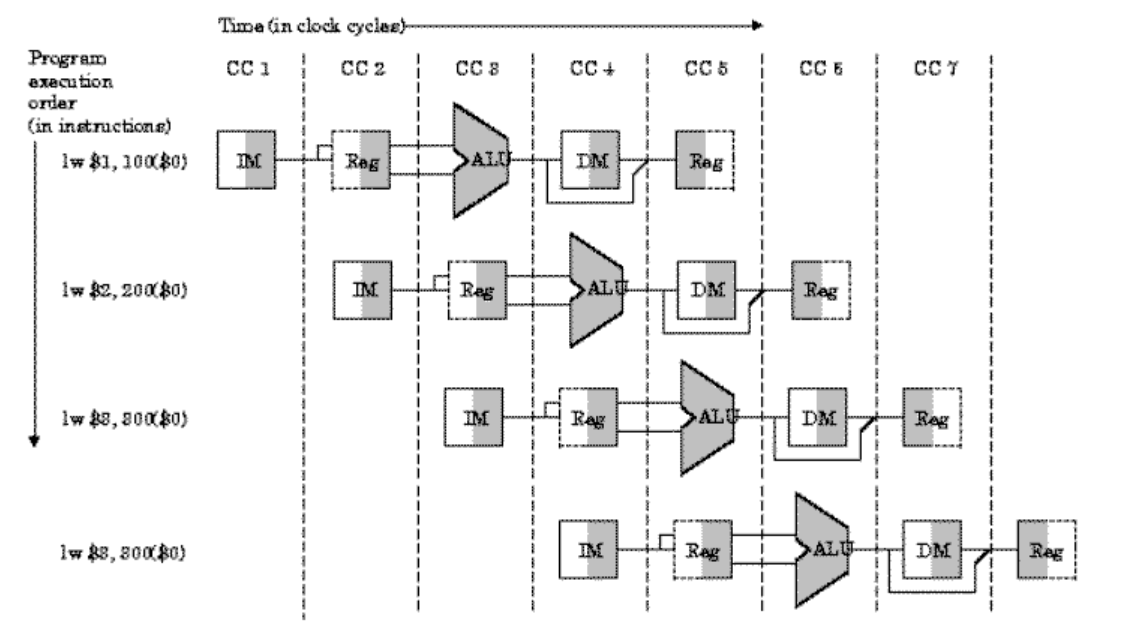 Time (in clock cycles)
Program
execution
order
(in instructions)
CC 1 CC 2 CC 3 CC 4 CC 5 CC 6 CC 7
lw $1, 100($0) IM Reg ALU DM Reg
lw $2, 200($0) IM Reg ALU DM Reg
lw $3, 300($0) IM Reg ALU DM Reg
lw $3, 300($0) IM Reg ALU DM Reg